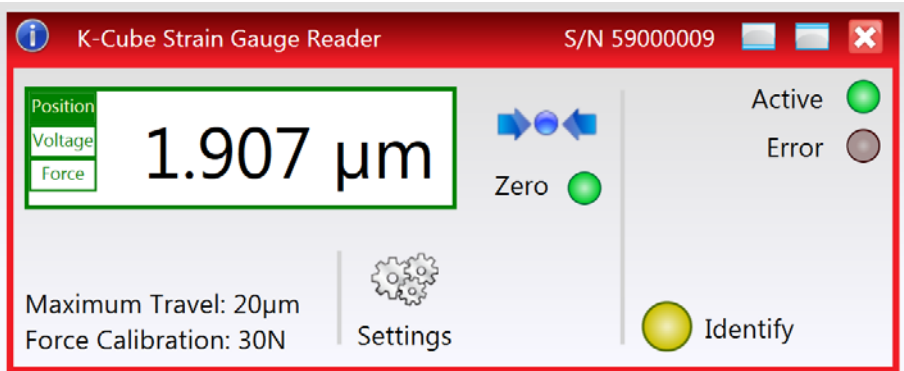 K-Cube Strain Gauge Reader S/N 59000009
Position
Voltage
Force
1.907 μm
Zero
Active
Error
Maximum Travel: 20μm
Force Calibration: 30N
Settings
Identify